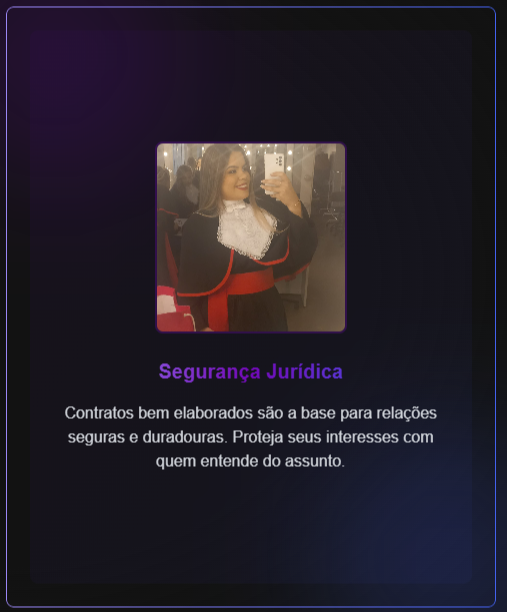 Segurança Jurídica
Contratos bem elaborados são a base para relações
seguras e duradouras. Proteja seus interesses com
quem entende do assunto.